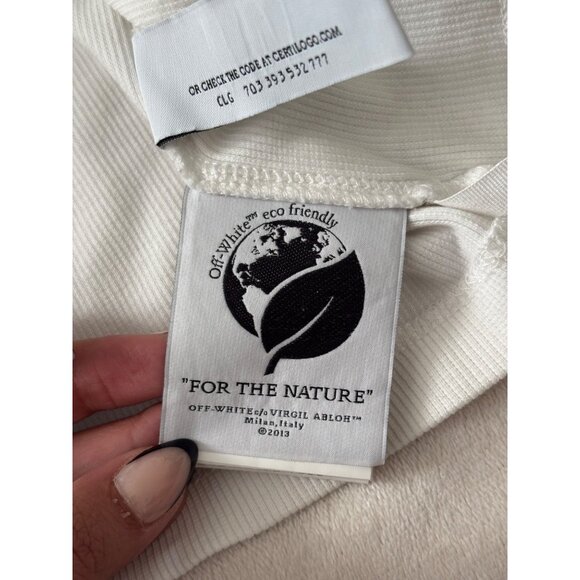 OR CHECK THE CODE AT CERTILOGO.COM
CLG 703 393 532 777
Off-White™ eco friendly
"FOR THE NATURE"
OFF-WHITE c/o VIRGIL ABLOH™
Milan, Italy
©2013